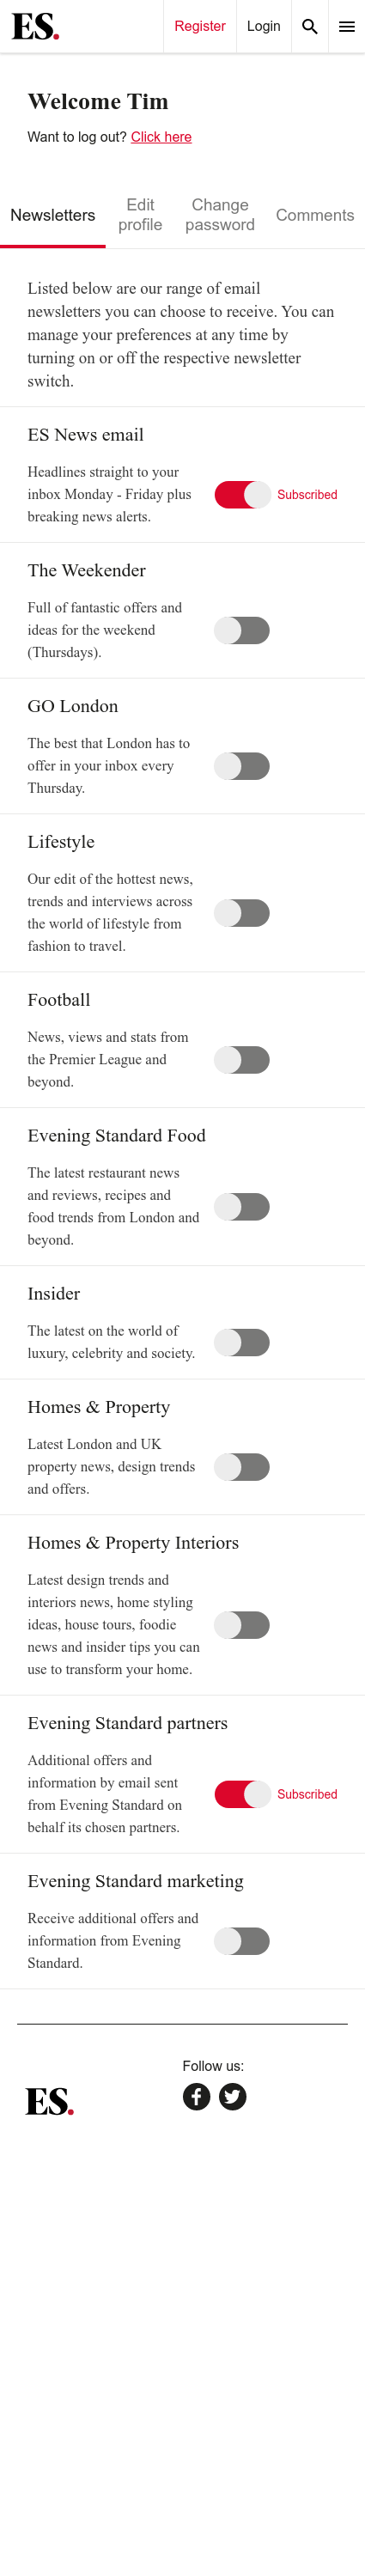 ES.
Register
Login
Welcome Tim
Want to log out? Click here
Newsletters
Edit
profile
Change
password
Comments
Listed below are our range of email
newsletters you can choose to receive. You can
manage your preferences at any time by
turning on or off the respective newsletter
switch.
ES News email
Headlines straight to your
inbox Monday - Friday plus
breaking news alerts.
Subscribed
The Weekender
Full of fantastic offers and
ideas for the weekend
(Thursdays).
GO London
The best that London has to
offer in your inbox every
Thursday.
Lifestyle
Our edit of the hottest news,
trends and interviews across
the world of lifestyle from
fashion to travel.
Football
News, views and stats from
the Premier League and
beyond.
Evening Standard Food
The latest restaurant news
and reviews, recipes and
food trends from London and
beyond.
Insider
The latest on the world of
luxury, celebrity and society.
Homes & Property
Latest London and UK
property news, design trends
and offers.
Homes & Property Interiors
Latest design trends and
interiors news, home styling
ideas, house tours, foodie
news and insider tips you can
use to transform your home.
Evening Standard partners
Additional offers and
information by email sent
from Evening Standard on
behalf its chosen partners.
Subscribed
Evening Standard marketing
Receive additional offers and
information from Evening
Standard.
Follow us:
ES.